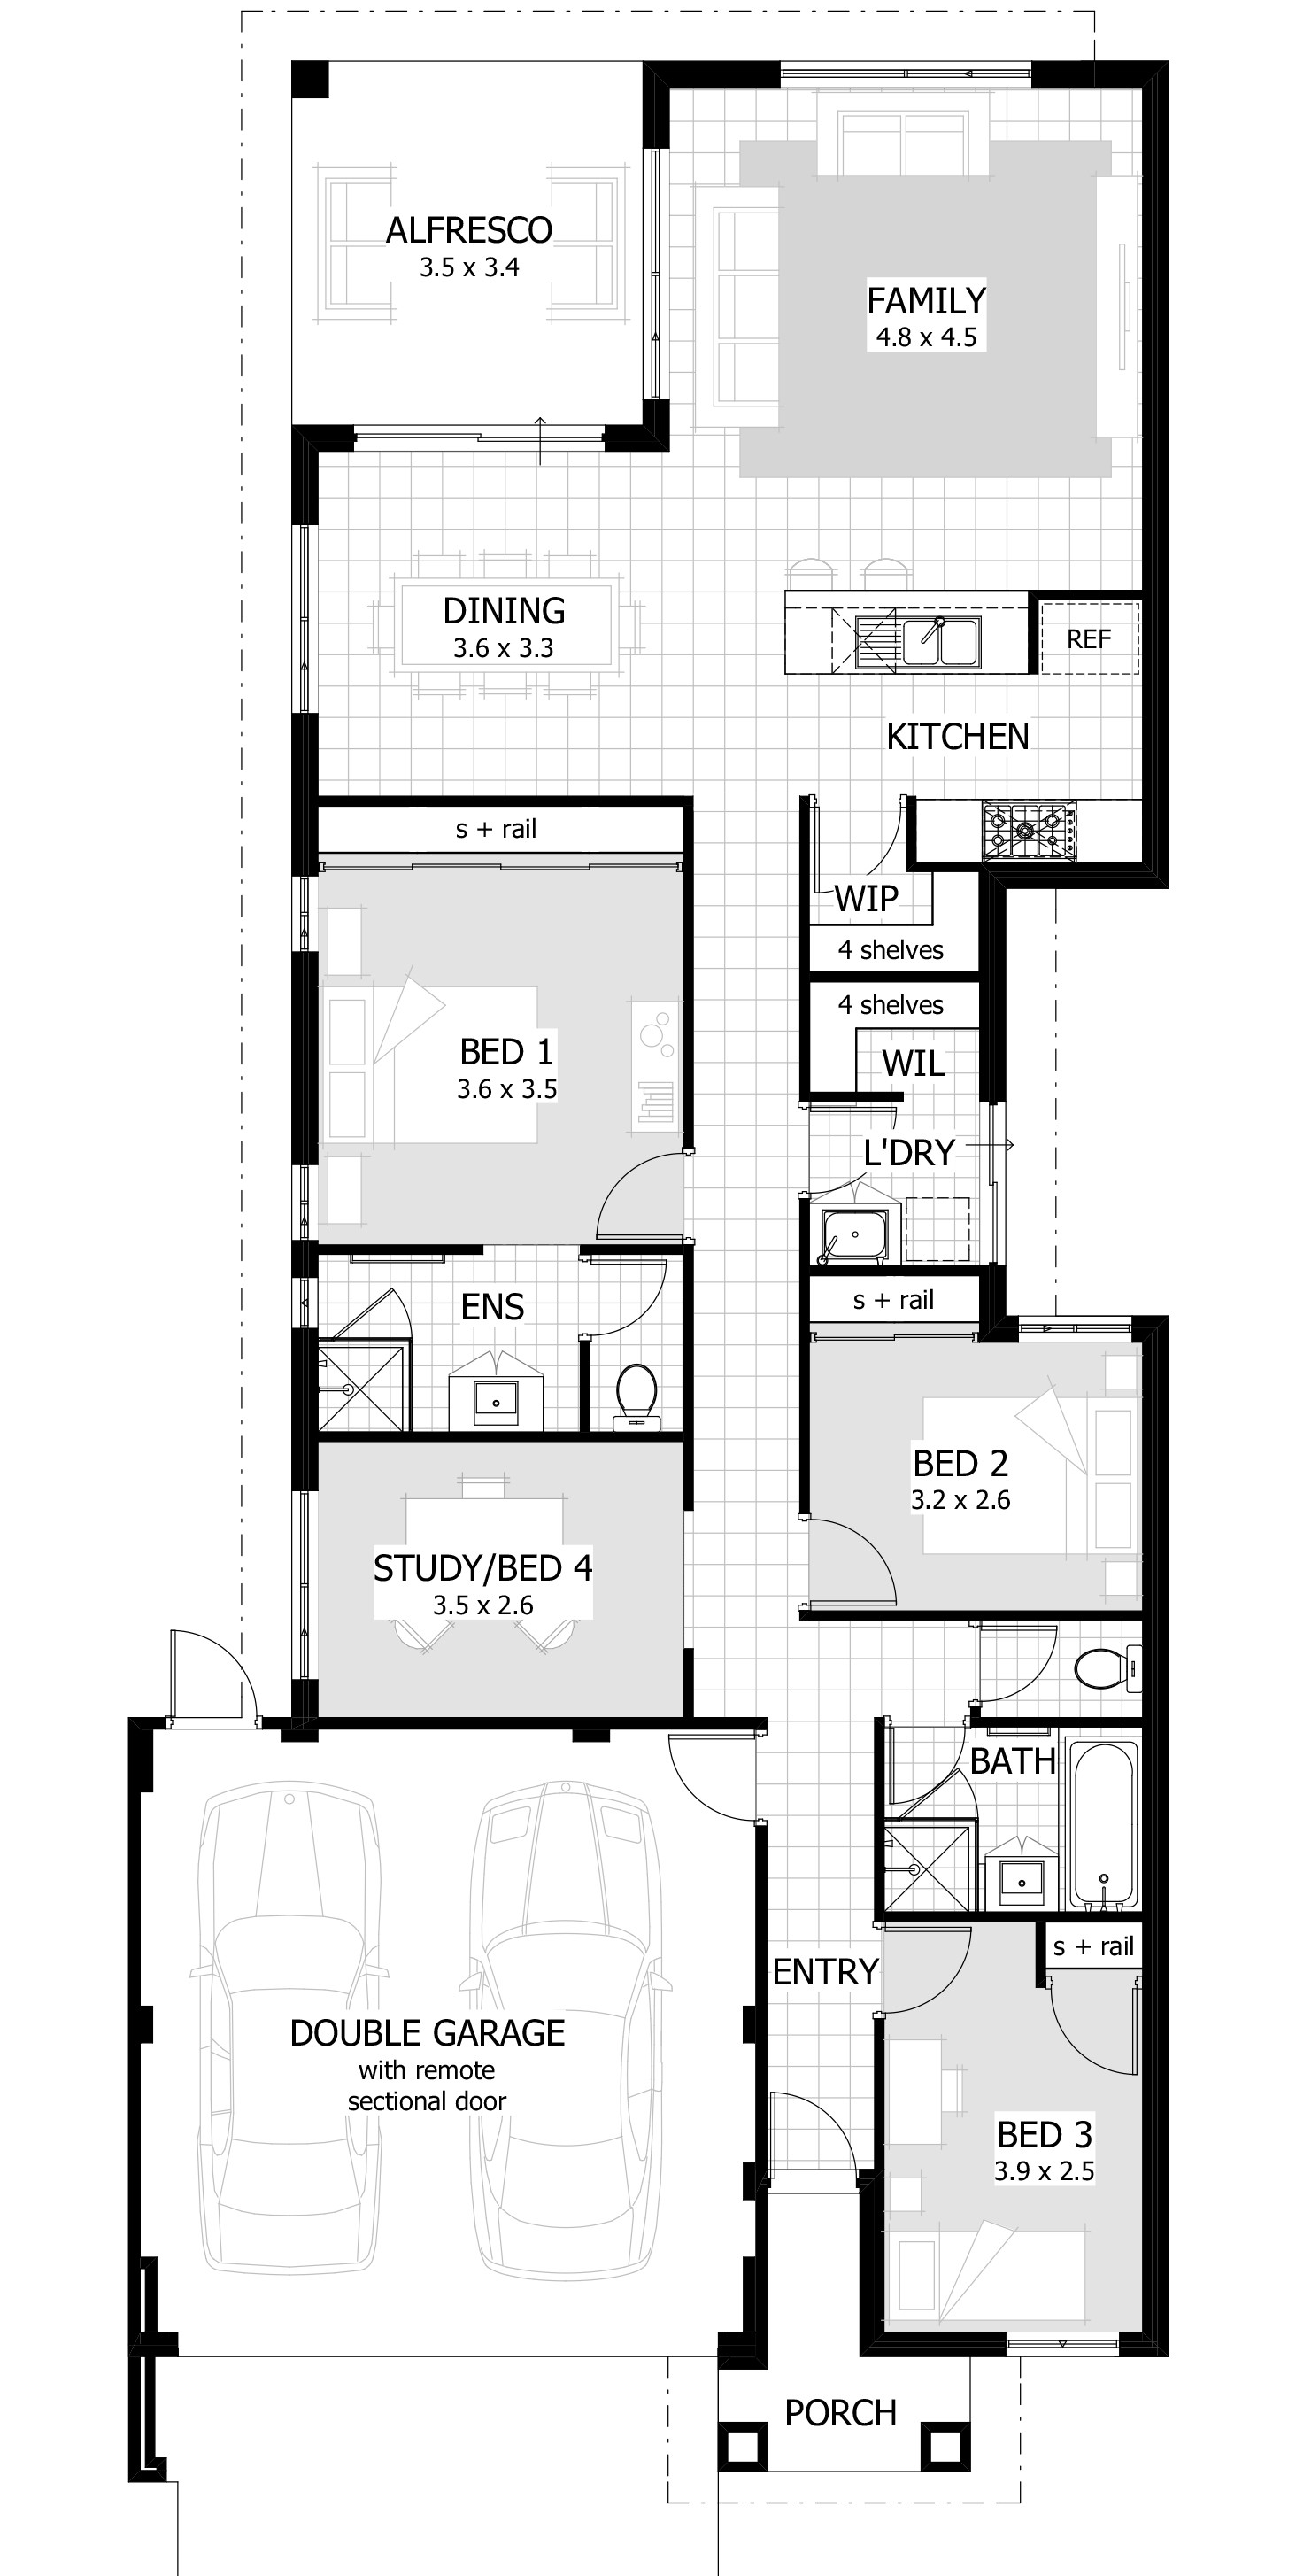 ALFRESCO
3.5 x 3.4
FAMILY
4.8 x 4.5
DINING
3.6 x 3.3
REF
KITCHEN
s + rail
WIP
4 shelves
4 shelves
WIL
BED 1
3.6 x 3.5
L'DRY
s + rail
ENS
BED 2
3.2 x 2.6
STUDY/BED 4
3.5 x 2.6
BATH
s + rail
ENTRY
DOUBLE GARAGE
with remote
sectional door
BED 3
3.9 x 2.5
PORCH